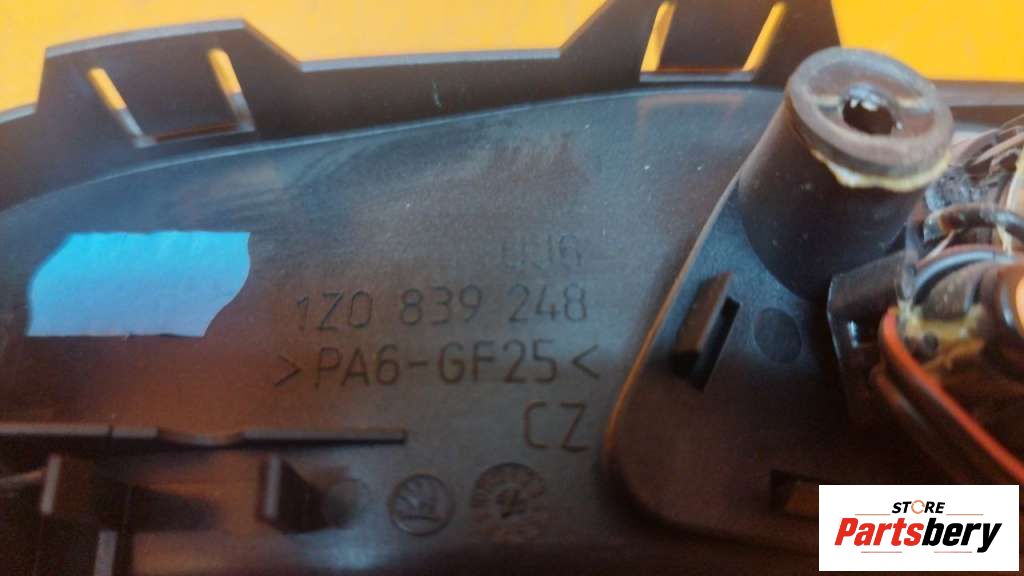 1Z0 839 248
>PA6-GF25<
CZ
STORE
Partsbery